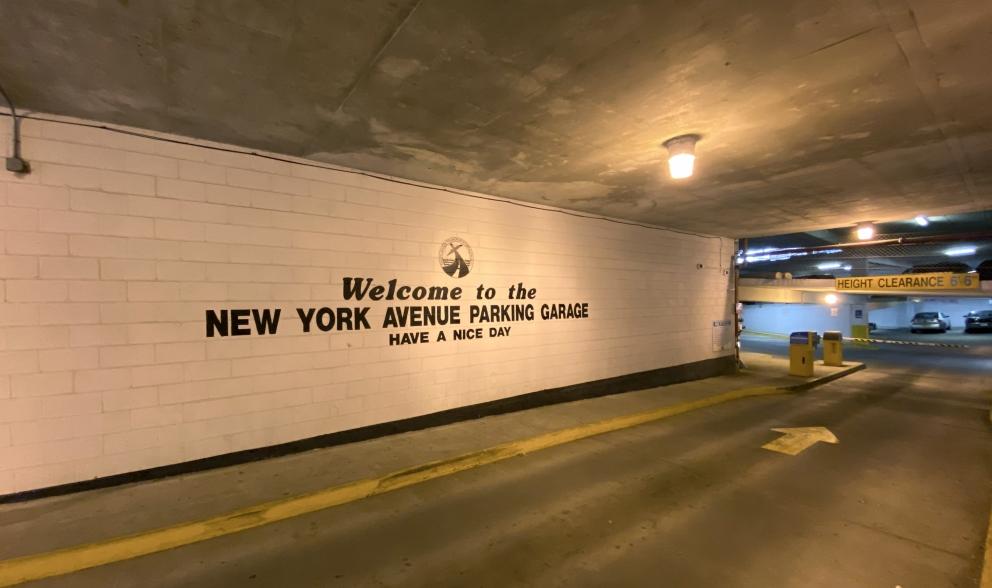 Welcome to the
NEW YORK AVENUE PARKING GARAGE
HAVE A NICE DAY
HEIGHT CLEARANCE 6'6"